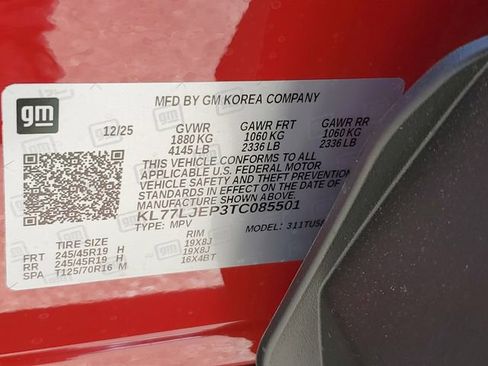 gm
MFD BY GM KOREA COMPANY
12/25 GVWR GAWR FRT GAWR RR
1880 KG 1060 KG 1060 KG
4145 LB 2336 LB 2336 LB
THIS VEHICLE CONFORMS TO ALL
APPLICABLE U.S. FEDERAL MOTOR
VEHICLE SAFETY AND THEFT PREVENTION
STANDARDS IN EFFECT ON THE DATE OF
MANUFACTURE SHOWN ABOVE.
KL77LJEP3TC085501
TYPE: MPV MODEL:
TIRE SIZE RIM
FRT 245/45R19 H 19X8J
RR 245/45R19 H 19X8J
SPA T125/70R16 M 16X4BT